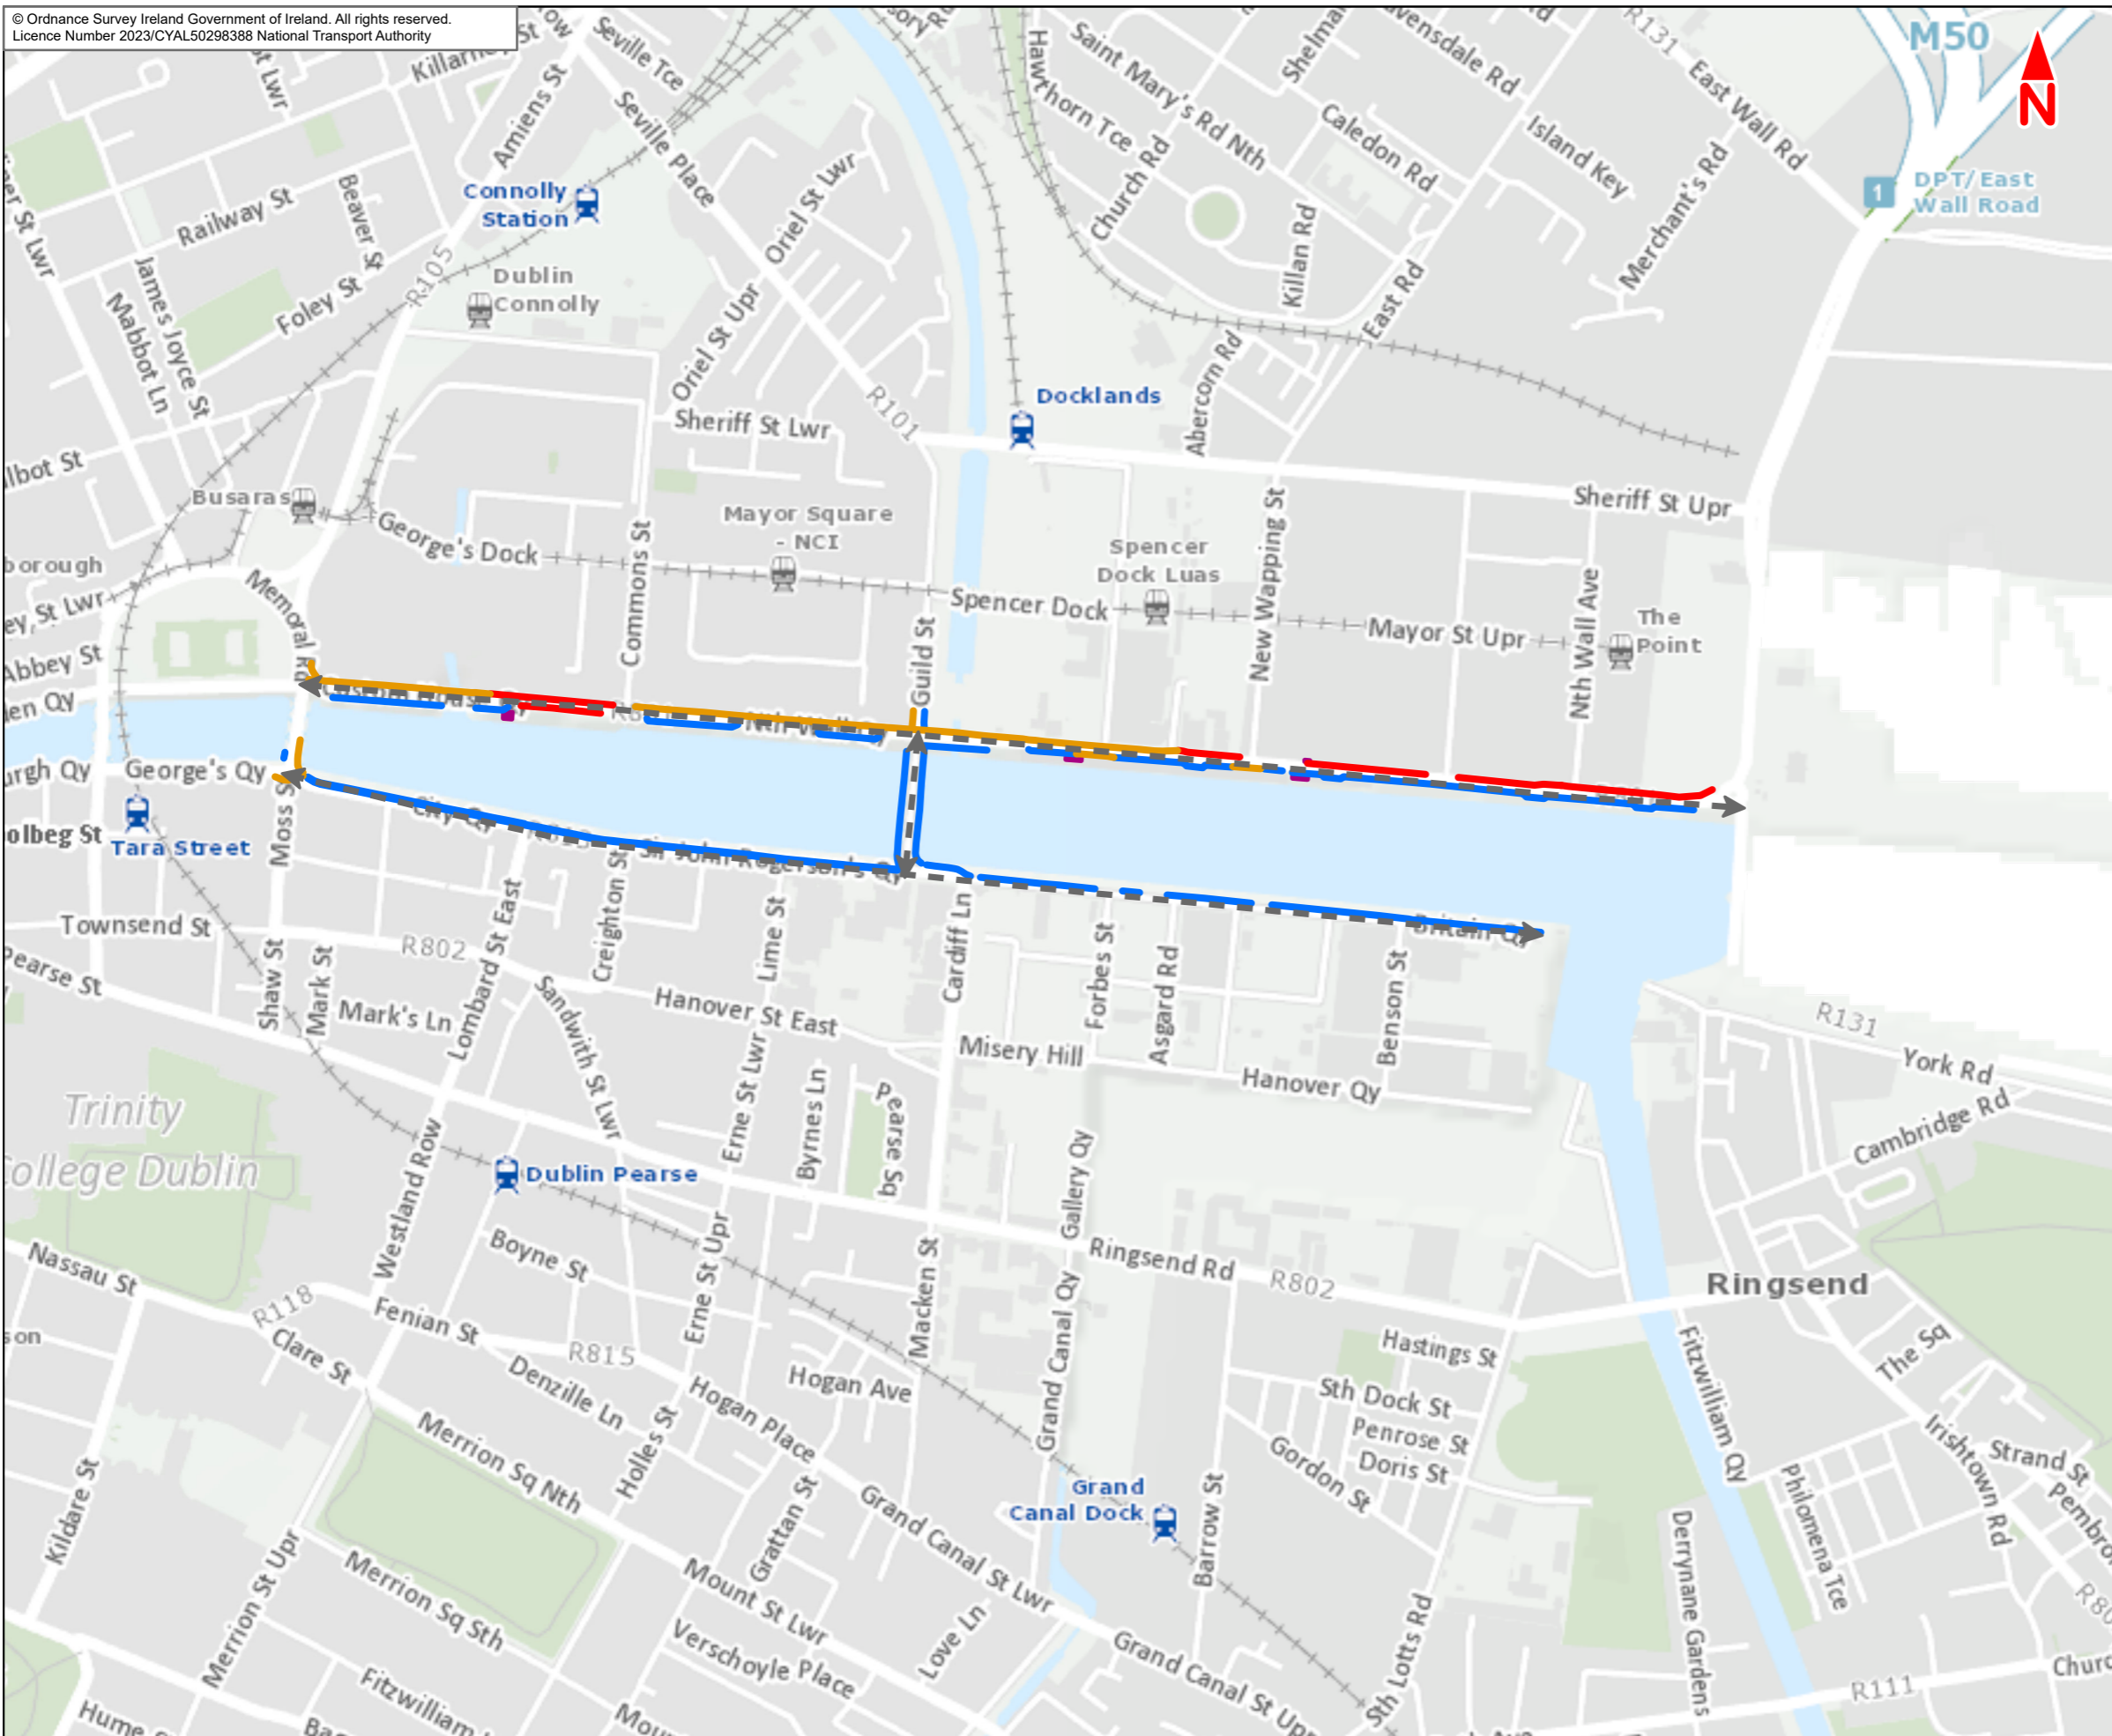 © Ordnance Survey Ireland Government of Ireland. All rights reserved.
Licence Number 2023/CYAL50298388 National Transport Authority
M50
N
1
DPT/East
Wall Road
R131
East Wall Rd
Island Key
Merchant's Rd
Caledon Rd
Saint Mary's Rd Nth
Hawthorn Tce
Church Rd
Killan Rd
East Rd
Abercorn Rd
Seville Tce
Seville Place
Amiens St
Connolly
Station
Dublin
Connolly
Railway St
Beaver St
Foley St
James Joyce St
Mabbot Ln
R105
Oriel St Lwr
Oriel St Upr
R101
Docklands
Sheriff St Lwr
Sheriff St Upr
Busaras
George's Dock
Commons St
Mayor Square
- NCI
Spencer
Dock Luas
Spencer Dock
New Wapping St
Mayor St Upr
Nth Wall Ave
The
Point
Memorial Rd
Abbey St
Guild St
George's Qy
Moss St
City Qy
Sir John Rogerson's Qy
Britain Qy
Tara Street
Townsend St
R802
Shaw St
Mark St
Mark's Ln
Lombard St East
Creighton St
Lime St
Cardiff Ln
Forbes St
Asgard Rd
Benson St
Sandwith St Lwr
Hanover St East
Misery Hill
Hanover Qy
R131
York Rd
Cambridge Rd
Trinity
College Dublin
Westland Row
Dublin Pearse
Erne St Lwr
Byrnes Ln
Pearse Sq
Gallery Qy
Ringsend Rd
R802
Ringsend
Nassau St
R118
Clare St
Fenian St
Boyne St
R815
Denzille Ln
Erne St Upr
Hogan Ave
Hogan Place
Macken St
Grand Canal Qy
Hastings St
Sth Dock St
Penrose St
Doris St
Gordon St
Fitzwilliam Qy
The Sq
Irishtown Rd
Strand St
Philomena Tce
Kildare St
Merrion Sq Nth
Holles St
Grattan St
Grand Canal St Lwr
Grand
Canal Dock
Barrow St
Derrynane Gardens
Merrion St Upr
Merrion Sq Sth
Mount St Lwr
Verschoyle Place
Love Ln
Grand Canal St Upr
Sth Lotts Rd
R111